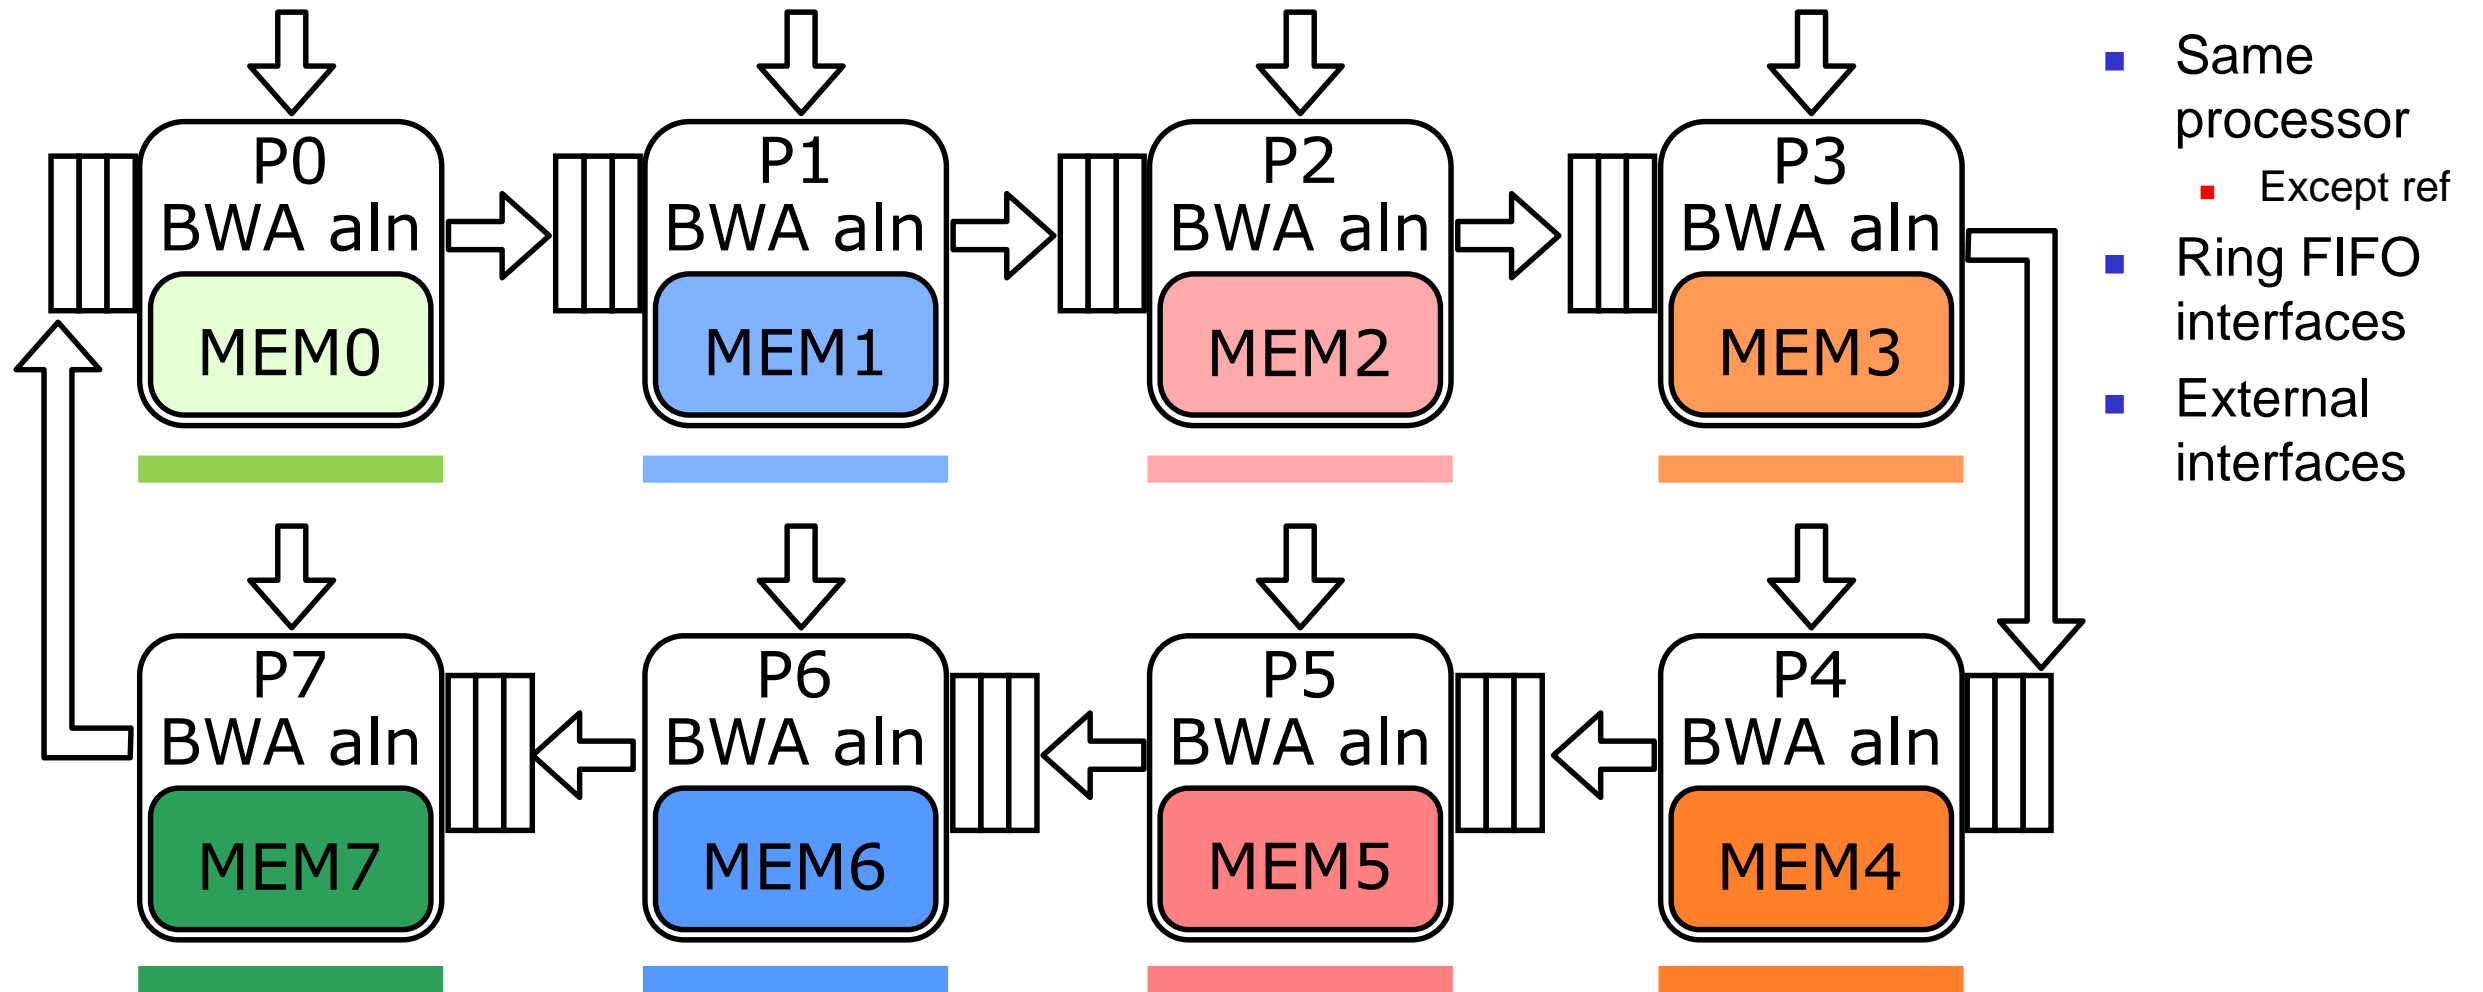 P0
BWA aln
MEM0
P1
BWA aln
MEM1
P2
BWA aln
MEM2
P3
BWA aln
MEM3
P7
BWA aln
MEM7
P6
BWA aln
MEM6
P5
BWA aln
MEM5
P4
BWA aln
MEM4
Same
processor
Except ref
Ring FIFO
interfaces
External
interfaces